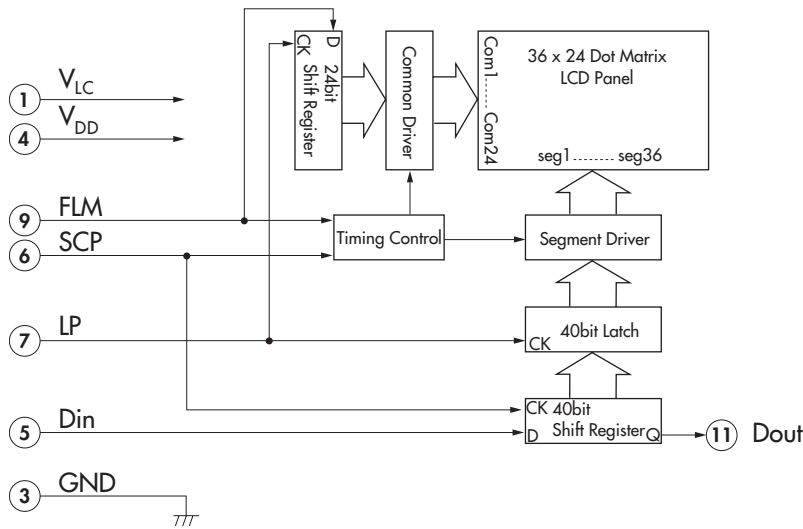 CK D
24bit
Shift Register
Common Driver
Com1........Com24
36 x 24 Dot Matrix
LCD Panel
seg1......... seg36
1 VLC
4 VDD
9 FLM
6 SCP
Timing Control
Segment Driver
7 LP
CK 40bit Latch
5 Din
CK 40bit
D Shift Register Q
11 Dout
3 GND